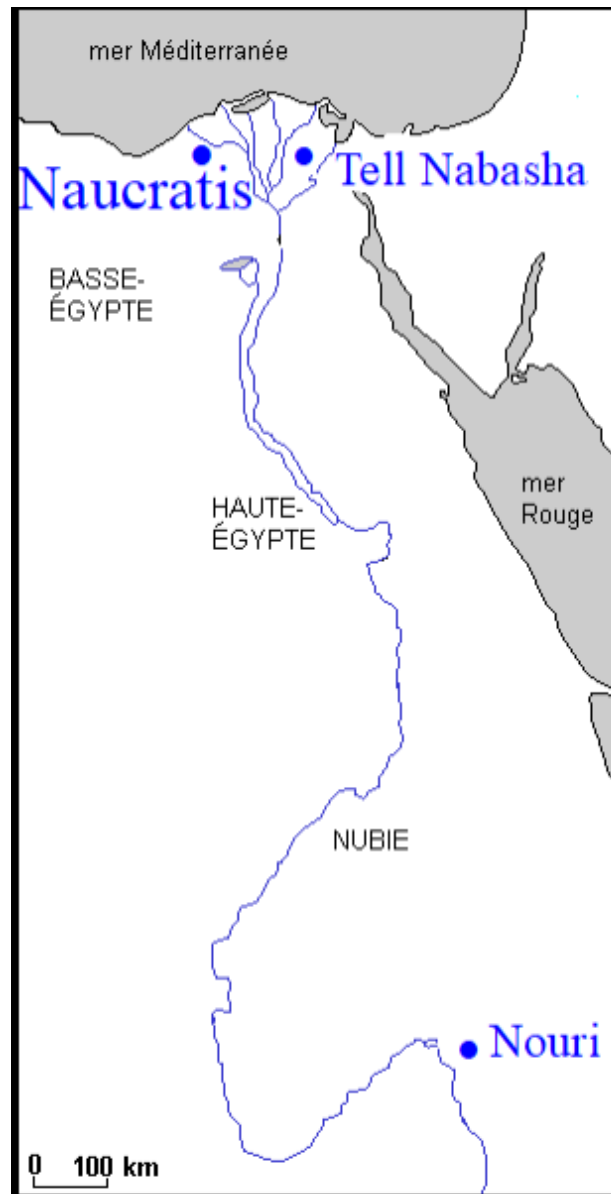 mer Méditerranée
Naucratis
Tell Nabasha
BASSE-
ÉGYPTE
HAUTE-
ÉGYPTE
mer
Rouge
NUBIE
Nouri
0 100 km